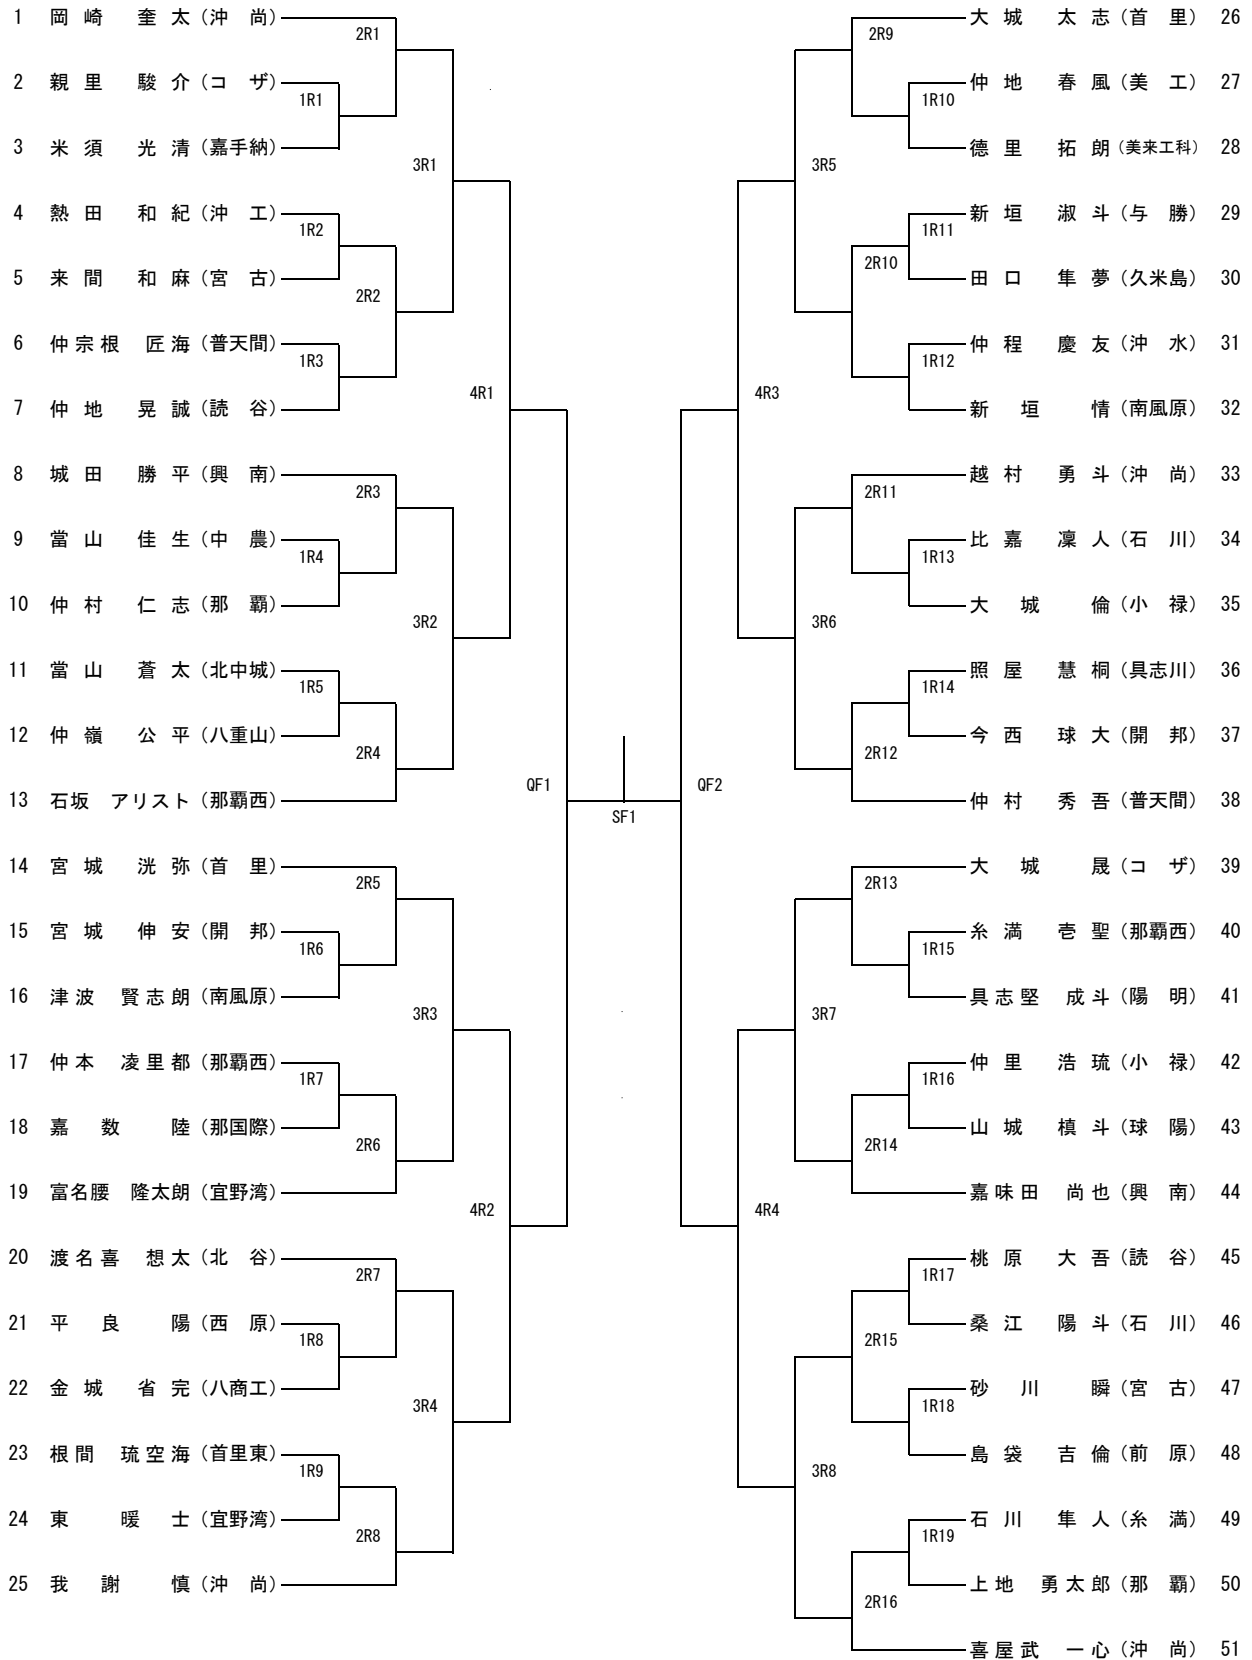 1 岡崎 奎太（沖 尚）
2R1
2 親里 駿介（コ ザ）
1R1
3 米須 光清（嘉手納）
3R1
4 熱田 和紀（沖 工）
1R2
5 来間 和麻（宮 古）
2R2
6 仲宗根 匠海（普天間）
1R3
7 仲地 晃誠（読 谷）
4R1
8 城田 勝平（興 南）
2R3
9 當山 佳生（中 農）
1R4
10 仲村 仁志（那 覇）
3R2
11 當山 蒼太（北中城）
1R5
12 仲嶺 公平（八重山）
2R4
13 石坂 アリスト（那覇西）
QF1
14 宮城 洸弥（首 里）
2R5
15 宮城 伸安（開 邦）
1R6
16 津波 賢志朗（南風原）
3R3
17 仲本 凌里都（那覇西）
1R7
18 嘉数 陸（那国際）
2R6
19 富名腰 隆太朗（宜野湾）
4R2
20 渡名喜 想太（北 谷）
2R7
21 平良 陽（西 原）
1R8
22 金城 省完（八商工）
3R4
23 根間 琉空海（首里東）
1R9
24 東 暖士（宜野湾）
2R8
25 我謝 慎（沖 尚）
SF1
大城 太志（首 里） 26
2R9
仲地 春風（美 工） 27
1R10
德里 拓朗（美来工科） 28
3R5
新垣 淑斗（与 勝） 29
1R11
2R10
田口 隼夢（久米島） 30
仲程 慶友（沖 水） 31
1R12
新垣 情（南風原） 32
4R3
越村 勇斗（沖 尚） 33
2R11
比嘉 凜人（石 川） 34
1R13
大城 倫（小 禄） 35
3R6
照屋 慧桐（具志川） 36
1R14
今西 球大（開 邦） 37
2R12
仲村 秀吾（普天間） 38
QF2
大城 晟（コ ザ） 39
2R13
糸満 壱聖（那覇西） 40
1R15
具志堅 成斗（陽 明） 41
3R7
仲里 浩琉（小 禄） 42
1R16
山城 槙斗（球 陽） 43
2R14
嘉味田 尚也（興 南） 44
4R4
桃原 大吾（読 谷） 45
1R17
桑江 陽斗（石 川） 46
2R15
砂川 瞬（宮 古） 47
1R18
島袋 吉倫（前 原） 48
3R8
石川 隼人（糸 満） 49
1R19
上地 勇太郎（那 覇） 50
2R16
喜屋武 一心（沖 尚） 51